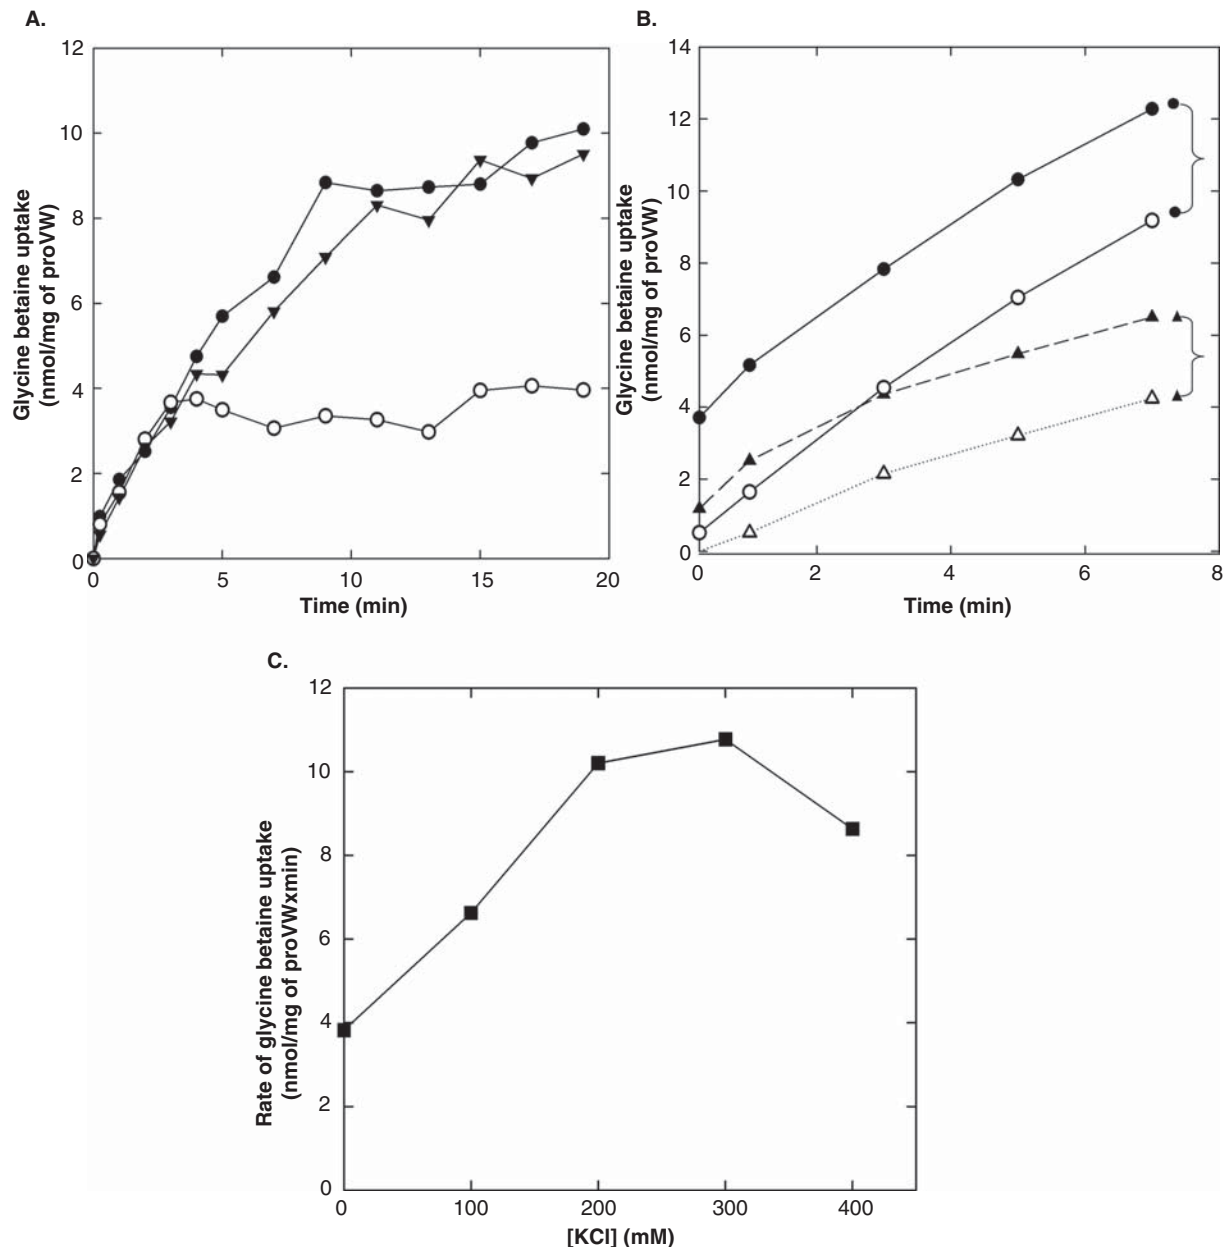 A.
12
10
8
6
4
2
0
Glycine betaine uptake
(nmol/mg of proVW)
0 5 10 15 20
Time (min)
B.
14
12
10
8
6
4
2
0
Glycine betaine uptake
(nmol/mg of proVW)
0 2 4 6 8
Time (min)
C.
12
10
8
6
4
2
0
Rate of glycine betaine uptake
(nmol/mg of proVWxmin)
0 100 200 300 400
[KCl] (mM)